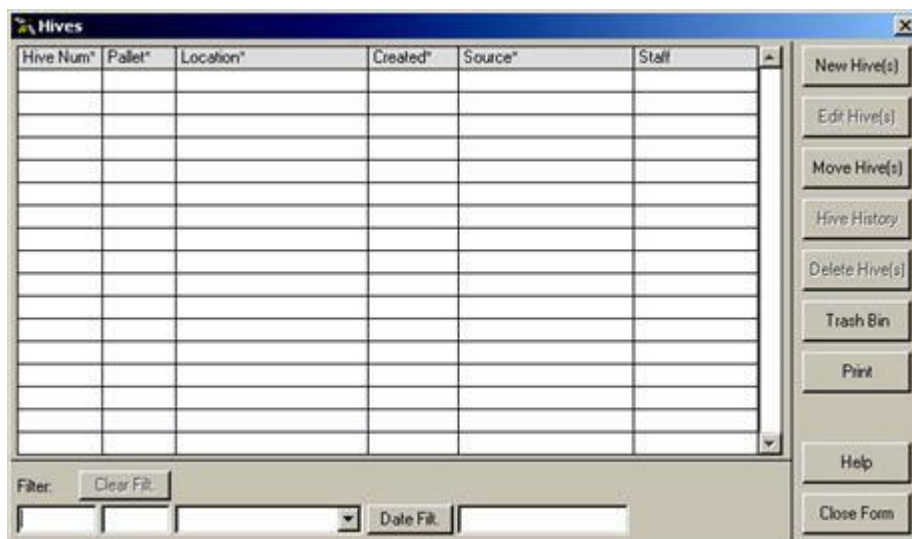 Hives
Hive Num* Pallet* Location* Created* Source* Staff
New Hive(s)
Edit Hive(s)
Move Hive(s)
Hive History
Delete Hive(s)
Trash Bin
Print
Help
Close Form
Filter: Clear Filt.
Date Filt.